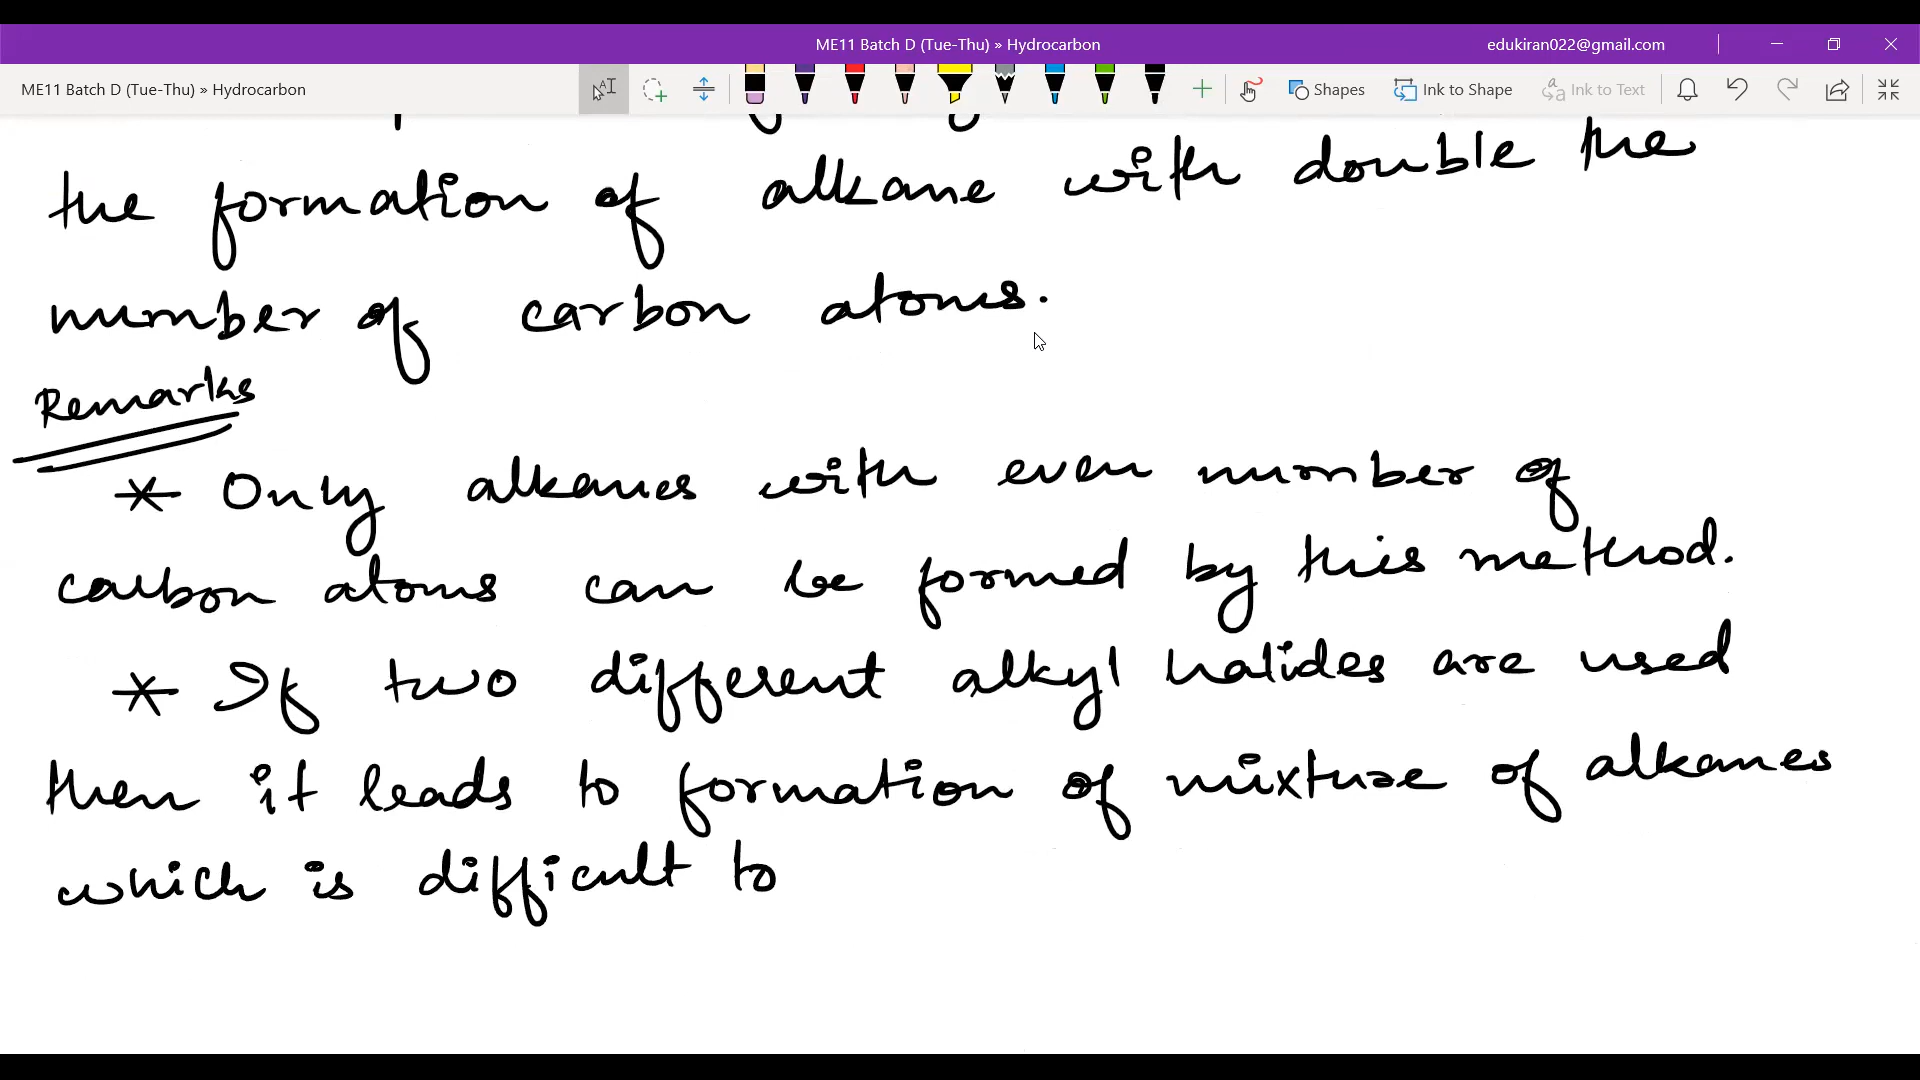 ME11 Batch D (Tue-Thu) » Hydrocarbon
edukiran022@gmail.com
ME11 Batch D (Tue-Thu) » Hydrocarbon
Shapes
Ink to Shape
Ink to Text
the formation of alkane with double the
number of carbon atoms.
Remarks
* Only alkanes with even number of
carbon atoms can be formed by this method.
* If two different alkyl halides are used
then it leads to formation of mixture of alkanes
which is difficult to